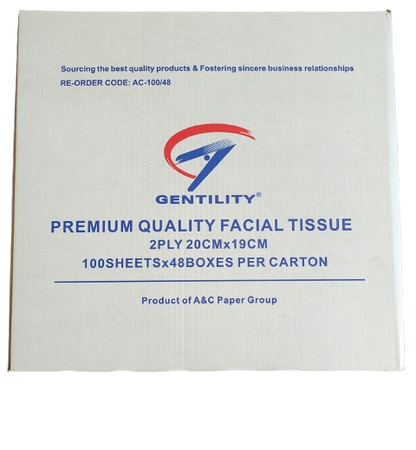 Sourcing the best quality products & Fostering sincere business relationships
RE-ORDER CODE: AC-100/48
GENTILITY®
PREMIUM QUALITY FACIAL TISSUE
2PLY 20CMx19CM
100SHEETSx48BOXES PER CARTON
Product of A&C Paper Group